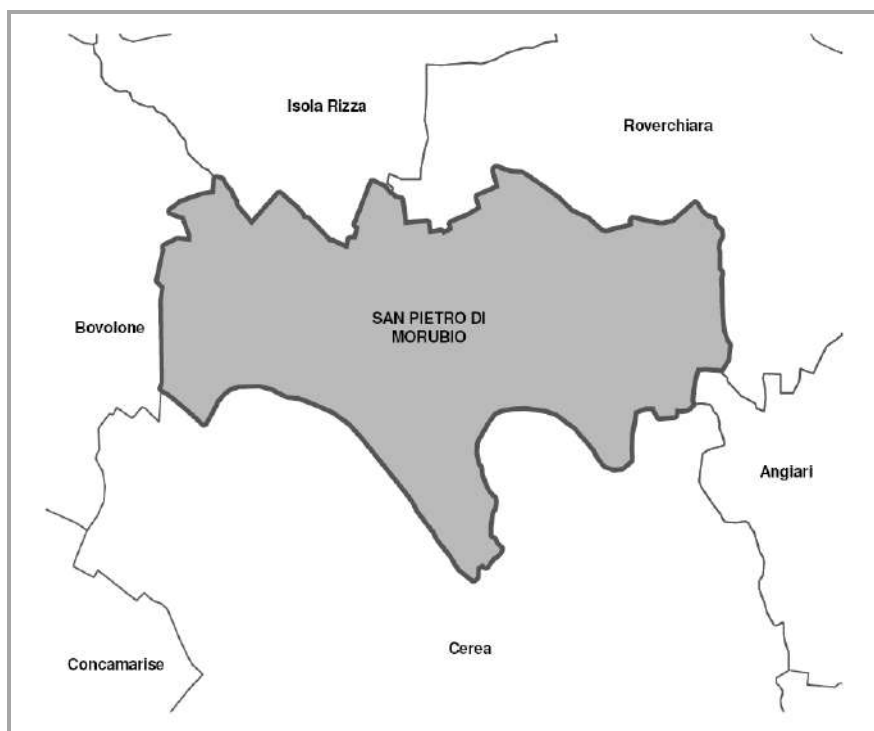 Isola Rizza
Roverchiara
SAN PIETRO DI
MORUBIO
Bovolone
Angiari
Cerea
Concamarise